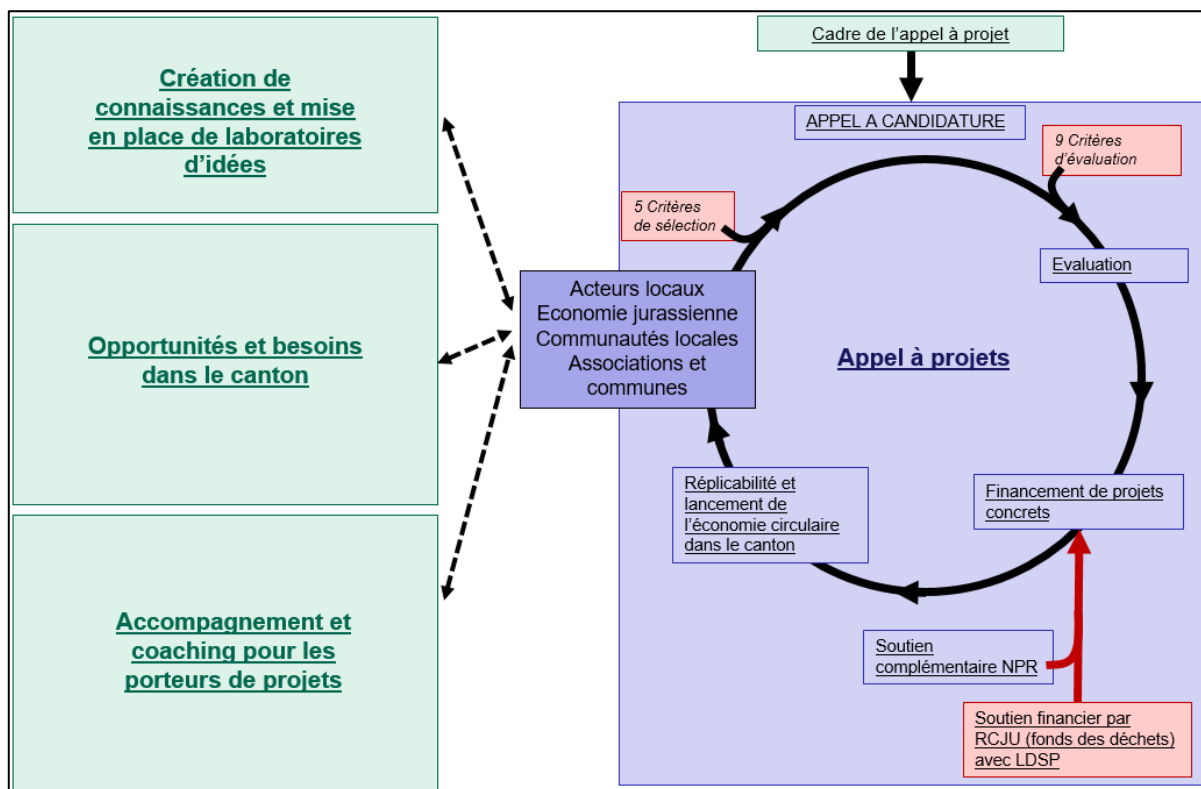 Création de
connaissances et mise
en place de laboratoires
d'idées
Opportunités et besoins
dans le canton
Accompagnement et
coaching pour les
porteurs de projets
Cadre de l'appel à projet
APPEL A CANDIDATURE
9 Critères
d'évaluation
5 Critères
de sélection
Evaluation
Acteurs locaux
Economie jurassienne
Communautés locales
Associations et
communes
Appel à projets
Réplicabilité et
lancement de
l'économie circulaire
dans le canton
Financement de projets
concrets
Soutien
complémentaire NPR
Soutien financier par
RCJU (fonds des déchets)
avec LDSP